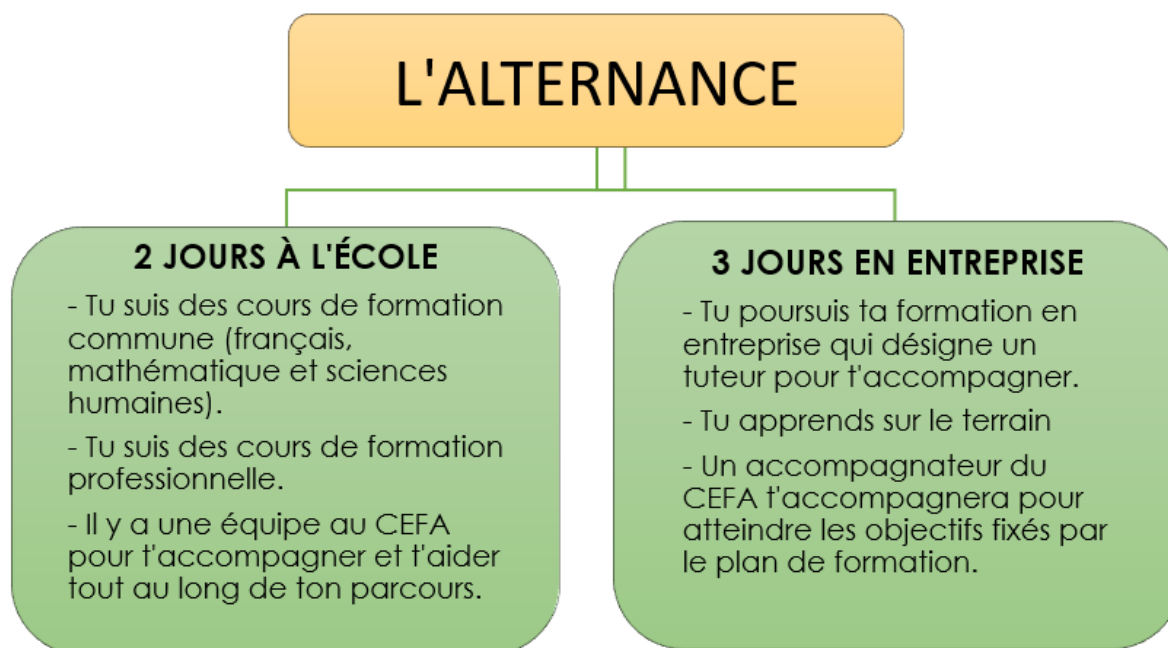 L'ALTERNANCE
2 JOURS À L'ÉCOLE
- Tu suis des cours de formation
commune (français,
mathématique et sciences
humaines).
- Tu suis des cours de formation
professionnelle.
- Il y a une équipe au CEFA
pour t'accompagner et t'aider
tout au long de ton parcours.
3 JOURS EN ENTREPRISE
- Tu poursuis ta formation en
entreprise qui désigne un
tuteur pour t'accompagner.
- Tu apprends sur le terrain
- Un accompagnateur du
CEFA t'accompagnera pour
atteindre les objectifs fixés par
le plan de formation.